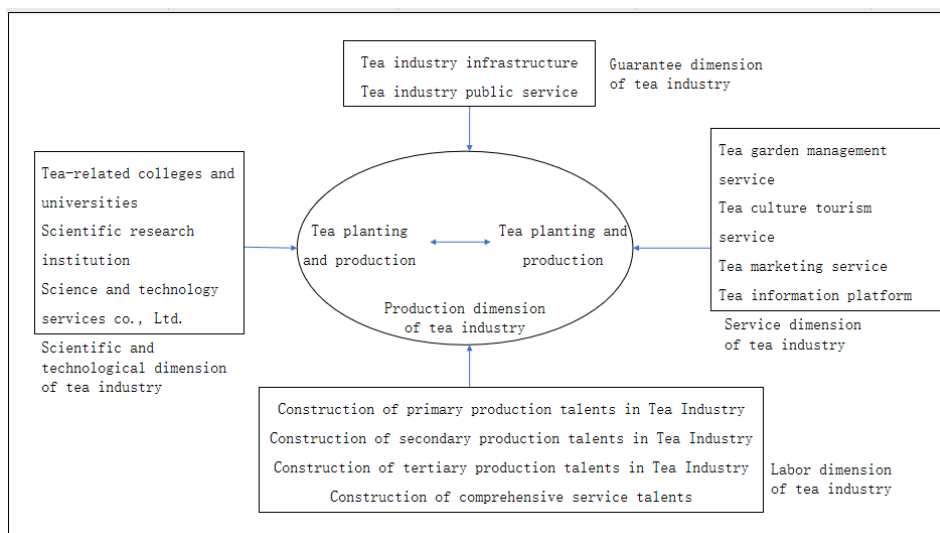 Tea industry infrastructure
Tea industry public service
Guarantee dimension
of tea industry
Tea-related colleges and
universities
Scientific research
institution
Science and technology
services co., Ltd.
Scientific and
technological dimension
of tea industry
Tea planting
and production
Tea planting and
production
Production dimension
of tea industry
Tea garden management
service
Tea culture tourism
service
Tea marketing service
Tea information platform
Service dimension
of tea industry
Construction of primary production talents in Tea Industry
Construction of secondary production talents in Tea Industry
Construction of tertiary production talents in Tea Industry
Construction of comprehensive service talents
Labor dimension
of tea industry